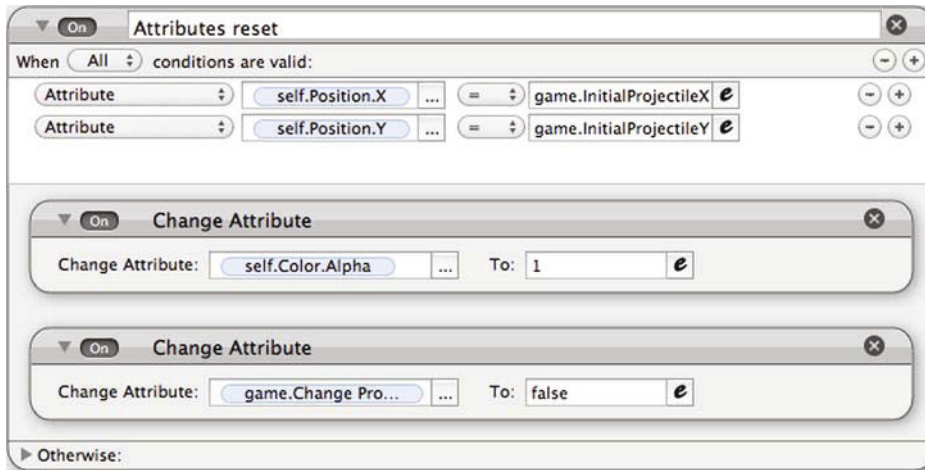 On Attributes reset
When All conditions are valid:
Attribute self.Position.X ... = game.InitialProjectileX e
Attribute self.Position.Y ... = game.InitialProjectileY e
On Change Attribute
Change Attribute: self.Color.Alpha ... To: 1 e
On Change Attribute
Change Attribute: game.Change Pro... ... To: false e
Otherwise: